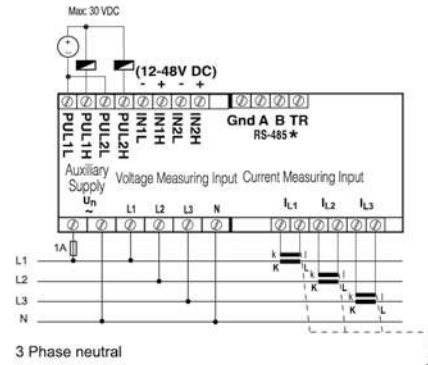 Max: 30 VDC
+
-
(12-48V DC)
- + - +
PUL1L PUL1H PUL2L PUL2H IN1L IN1H IN2L IN2H
Gnd A B TR
RS-485 *
Auxiliary Supply
Voltage Measuring Input
Current Measuring Input
Un
~
L1 L2 L3 N
IL1 IL2 IL3
1A
L1
k l
K L
L2
k l
K L
L3
k l
K L
N
3 Phase neutral